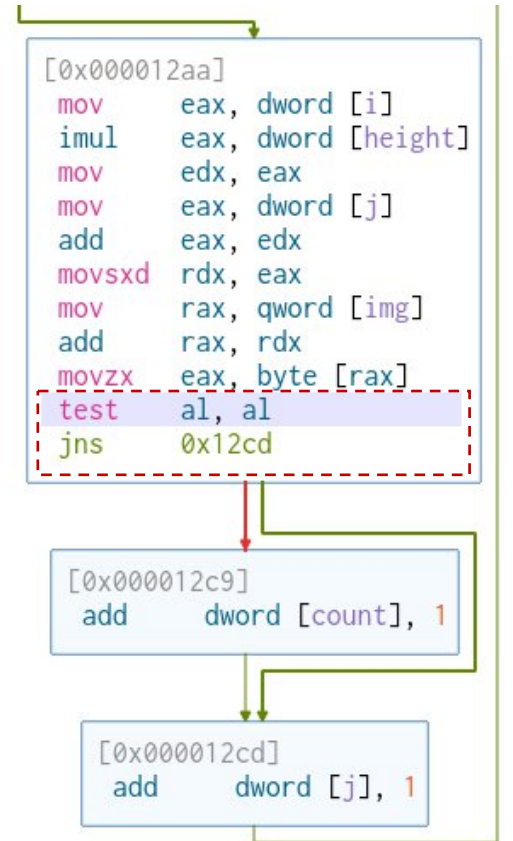 [0x000012aa]
mov eax, dword [i]
imul eax, dword [height]
mov edx, eax
mov eax, dword [j]
add eax, edx
movsxd rdx, eax
mov rax, qword [img]
add rax, rdx
movzx eax, byte [rax]
test al, al
jns 0x12cd
[0x000012c9]
add dword [count], 1
[0x000012cd]
add dword [j], 1